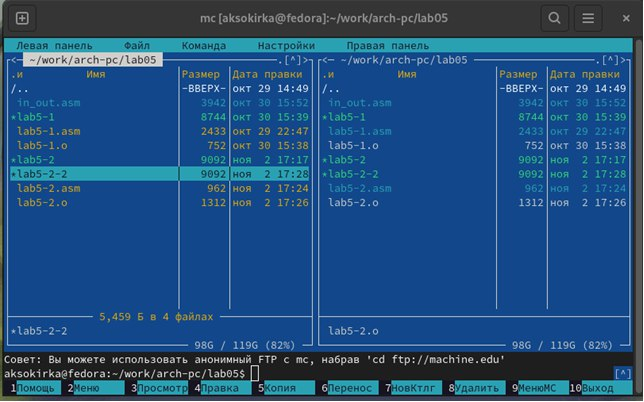 mc [aksokirka@fedora]:~/work/arch-pc/lab05
Левая панель Файл Команда Настройки Правая панель
<— ~/work/arch-pc/lab05 .[^]> <— ~/work/arch-pc/lab05 .[^]>
.и Имя Размер Дата правки .и Имя Размер Дата правки
/.. -ВВЕРХ- окт 29 14:49 /.. -ВВЕРХ- окт 29 14:49
in_out.asm 3942 окт 30 15:52 in_out.asm 3942 окт 30 15:52
*lab5-1 8744 окт 30 15:39 *lab5-1 8744 окт 30 15:39
lab5-1.asm 2433 окт 29 22:47 lab5-1.asm 2433 окт 29 22:47
lab5-1.o 752 окт 30 15:38 lab5-1.o 752 окт 30 15:38
*lab5-2 9092 ноя 2 17:17 *lab5-2 9092 ноя 2 17:17
*lab5-2-2 9092 ноя 2 17:28 *lab5-2-2 9092 ноя 2 17:28
lab5-2.asm 962 ноя 2 17:24 lab5-2.asm 962 ноя 2 17:24
lab5-2.o 1312 ноя 2 17:26 lab5-2.o 1312 ноя 2 17:26
5,459 Б в 4 файлах
*lab5-2-2 lab5-2.o
98G / 119G (82%) 98G / 119G (82%)
Совет: Вы можете использовать анонимный FTP с mc, набрав 'cd ftp://machine.edu'
aksokirka@fedora:~/work/arch-pc/lab05$ [^]
1Помощь 2Меню 3Просмотр 4Правка 5Копия 6Перенос 7НовКтлг 8Удалить 9МенюМС 10Выход